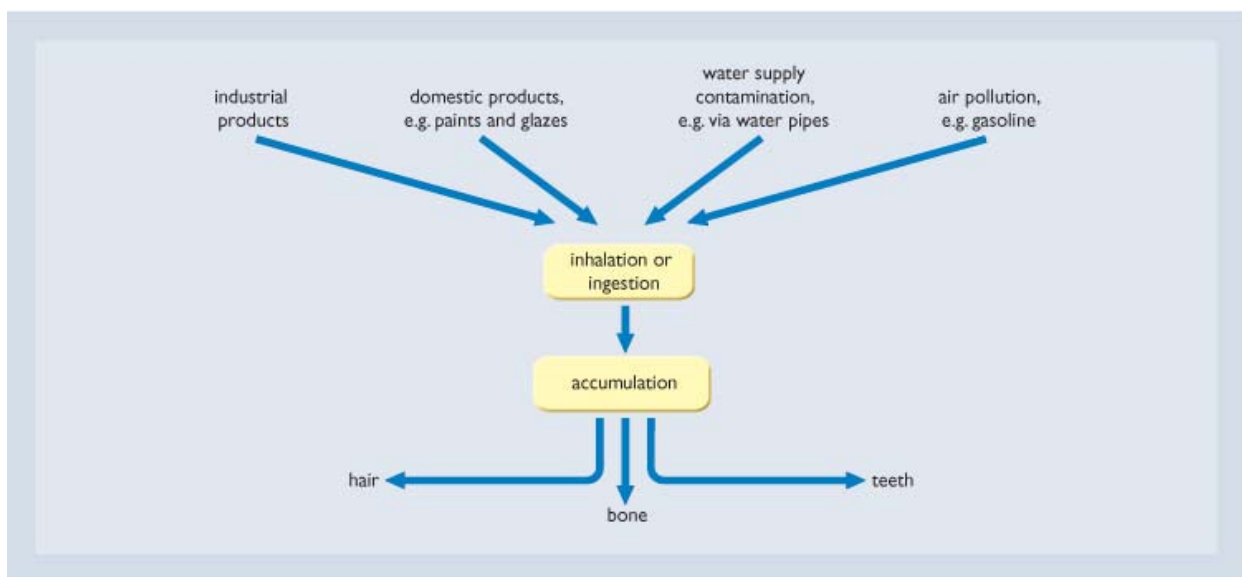 industrial
products
domestic products,
e.g. paints and glazes
water supply
contamination,
e.g. via water pipes
air pollution,
e.g. gasoline
inhalation or
ingestion
accumulation
hair
bone
teeth